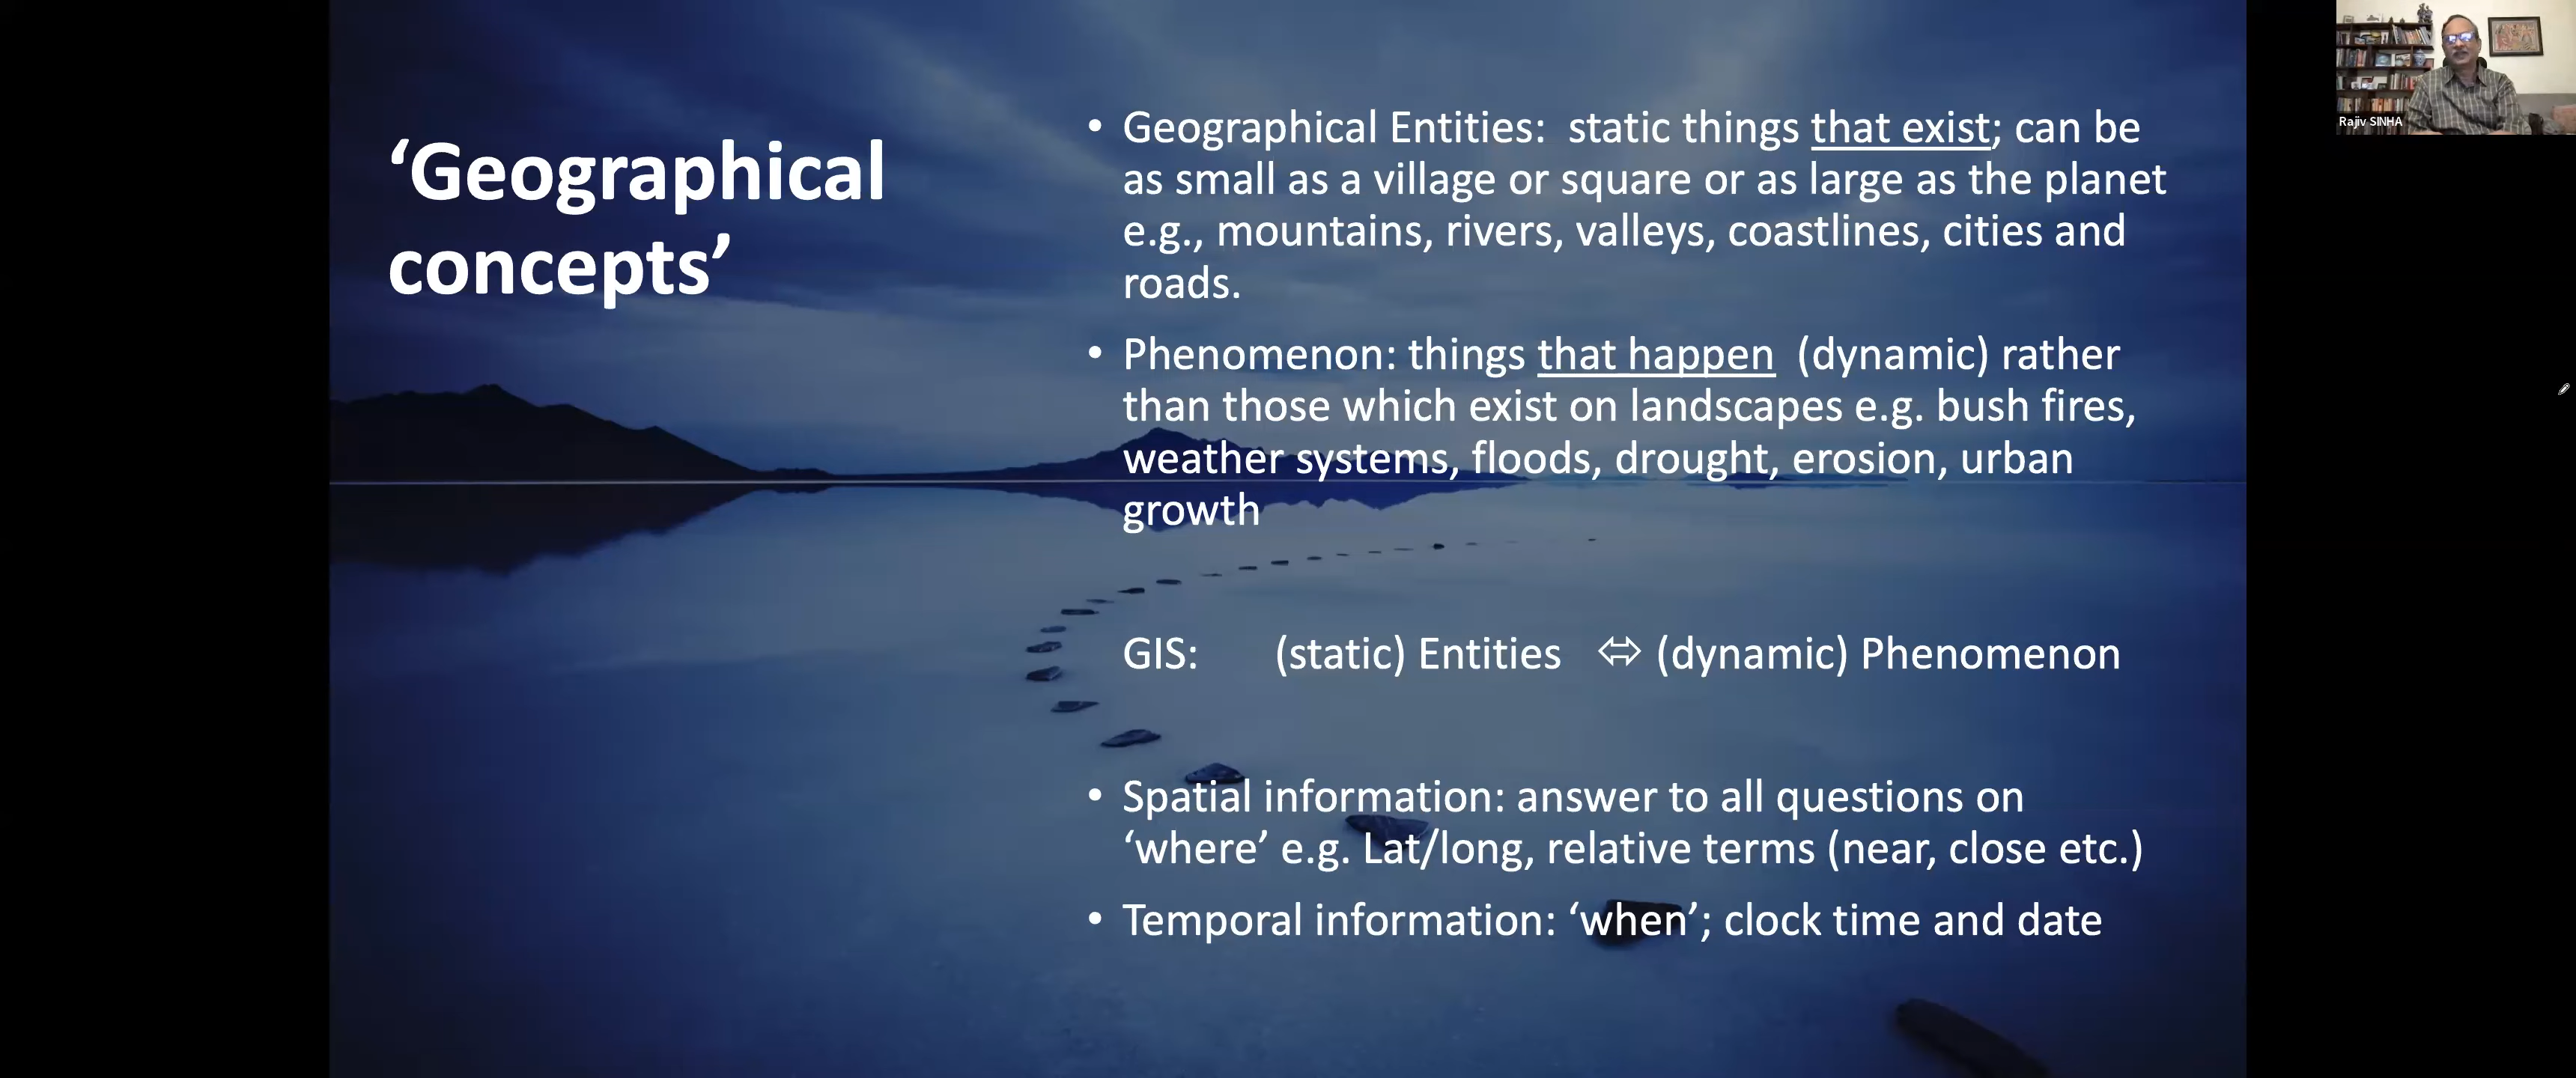 ‘Geographical
concepts’
• Geographical Entities:  static things that exist; can be
as small as a village or square or as large as the planet
e.g., mountains, rivers, valleys, coastlines, cities and
roads.
• Phenomenon: things that happen  (dynamic) rather
than those which exist on landscapes e.g. bush fires,
weather systems, floods, drought, erosion, urban
growth
GIS:      (static) Entities   ⬄ (dynamic) Phenomenon
• Spatial information: answer to all questions on
‘where’ e.g. Lat/long, relative terms (near, close etc.)
• Temporal information: ‘when’; clock time and date
Rajiv SINHA